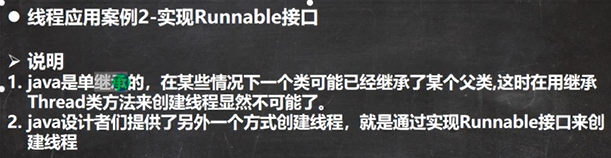 ● 线程应用案例2-实现Runnable接口
➢ 说明
1. java是单继承的，在某些情况下一个类可能已经继承了某个父类,这时在用继承
Thread类方法来创建线程显然不可能了。
2. java设计者们提供了另外一个方式创建线程，就是通过实现Runnable接口来创
建线程